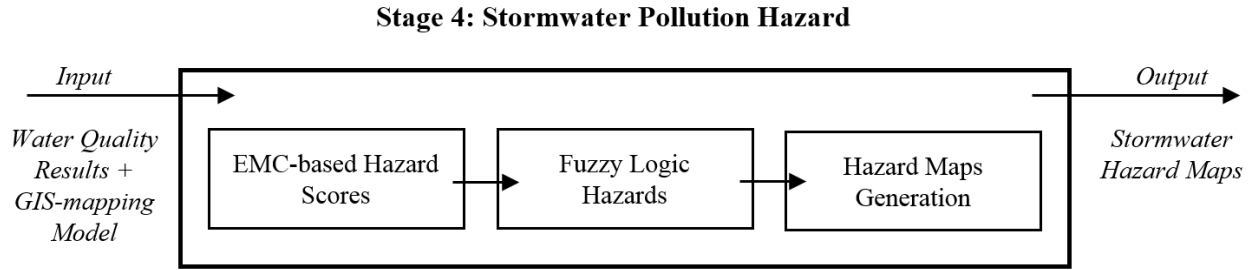 Stage 4: Stormwater Pollution Hazard
Input
Water Quality
Results +
GIS-mapping
Model
EMC-based Hazard
Scores
Fuzzy Logic
Hazards
Hazard Maps
Generation
Output
Stormwater
Hazard Maps